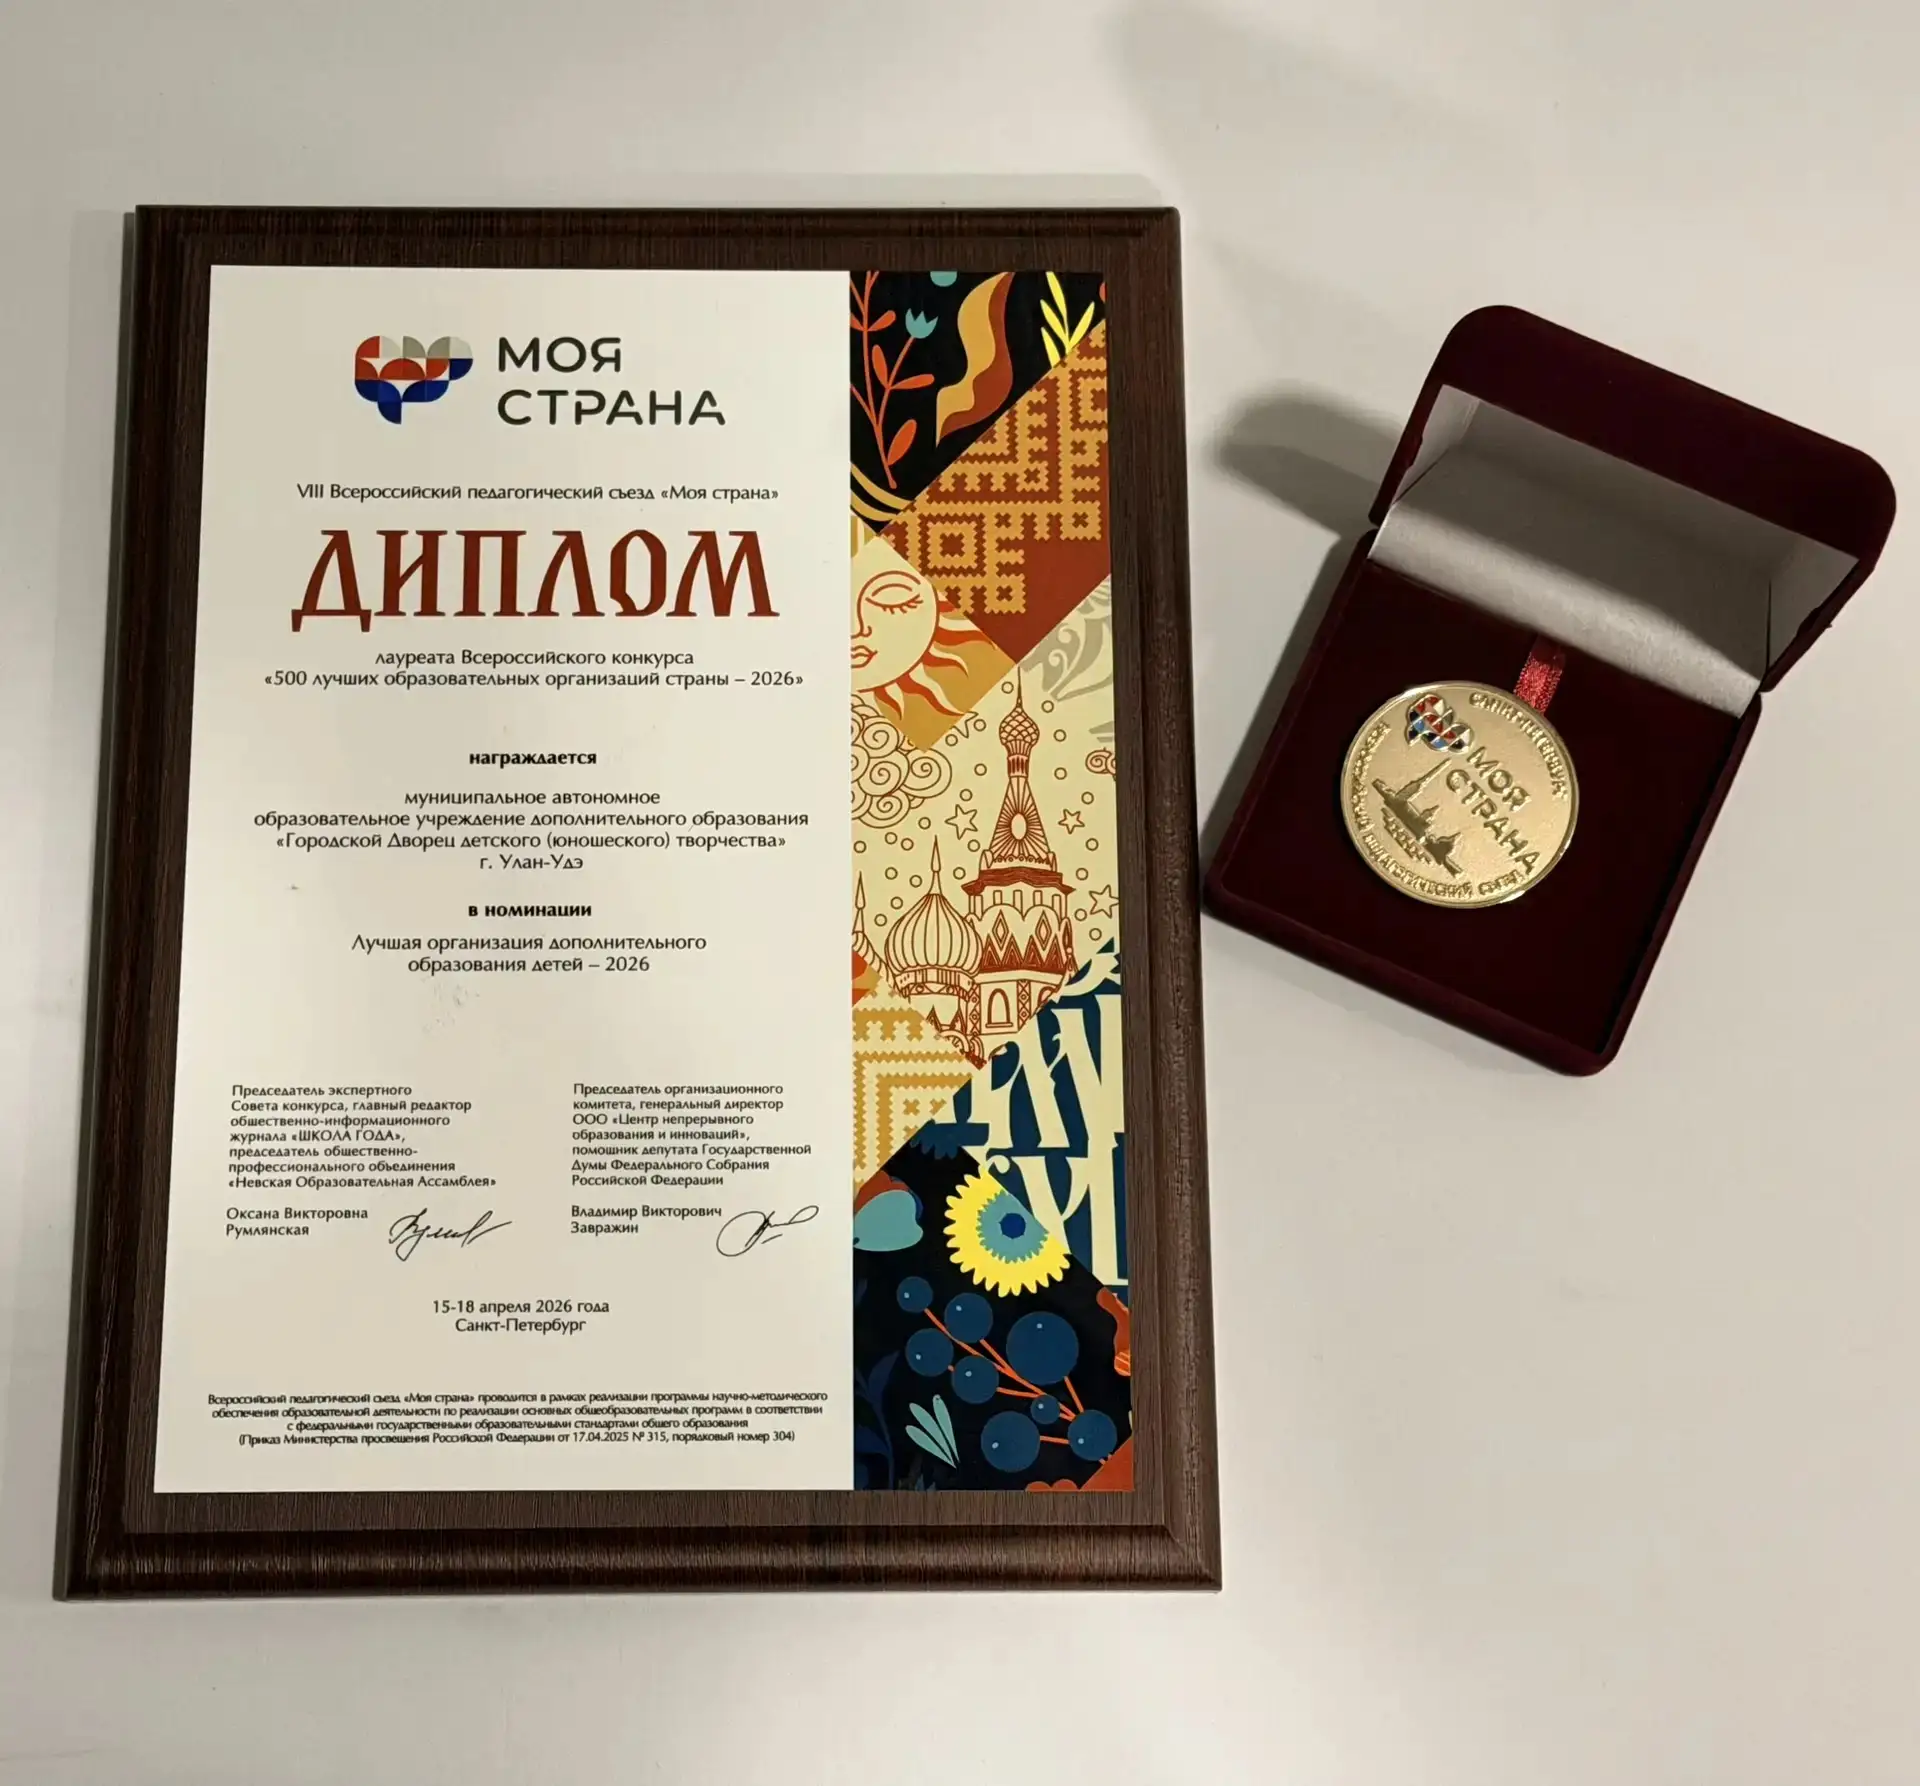 МОЯ
СТРАНА
VIII Всероссийский педагогический съезд «Моя страна»
ДИПЛОМ
лауреата Всероссийского конкурса
«500 лучших образовательных организаций страны – 2026»
награждается
муниципальное автономное
образовательное учреждение дополнительного образования
«Городской Дворец детского (юношеского) творчества»
г. Улан-Удэ
в номинации
Лучшая организация дополнительного
образования детей – 2026
Председатель экспертного
Совета конкурса, главный редактор
общественно-информационного
журнала «ШКОЛА ГОДА»,
председатель общественно-
профессионального объединения
«Невская Образовательная Ассамблея»
Оксана Викторовна
Румлянская
Председатель организационного
комитета, генеральный директор
ООО «Центр непрерывного
образования и инноваций»,
помощник депутата Государственной
Думы Федерального Собрания
Российской Федерации
Владимир Викторович
Завражин
15-18 апреля 2026 года
Санкт-Петербург
Всероссийский педагогический съезд «Моя страна» проводится в рамках реализации программы научно-методического
обеспечения образовательной деятельности по реализации основных общеобразовательных программ в соответствии
с федеральными государственными образовательными стандартами общего образования
(Приказ Министерства просвещения Российской Федерации от 17.04.2025 № 315, порядковый номер 304)
САНКТ-ПЕТЕРБУРГ
МОЯ
СТРАНА
ПЕДАГОГИЧЕСКИЙ СЪЕЗД